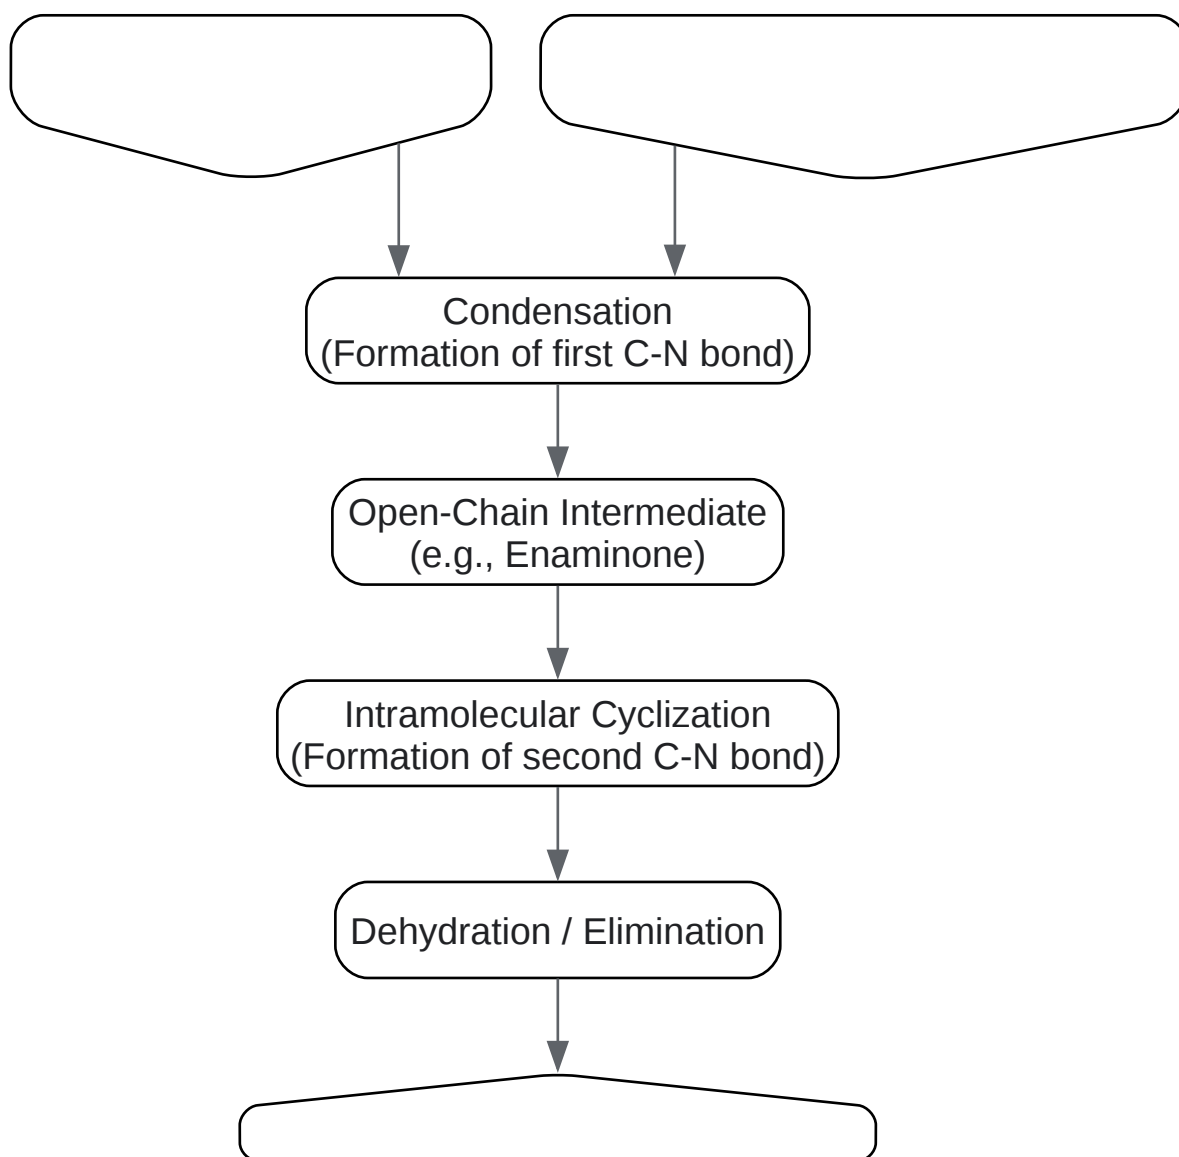 Condensation
(Formation of first C-N bond)
Open-Chain Intermediate
(e.g., Enaminone)
Intramolecular Cyclization
(Formation of second C-N bond)
Dehydration / Elimination